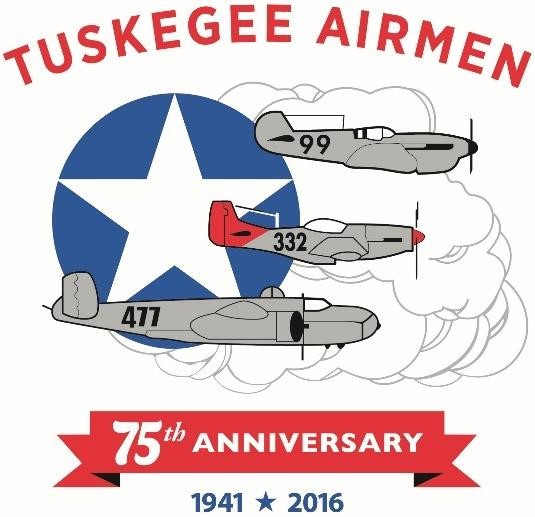 TUSKEGEE AIRMEN
99
332
477
75th ANNIVERSARY
1941 ★ 2016